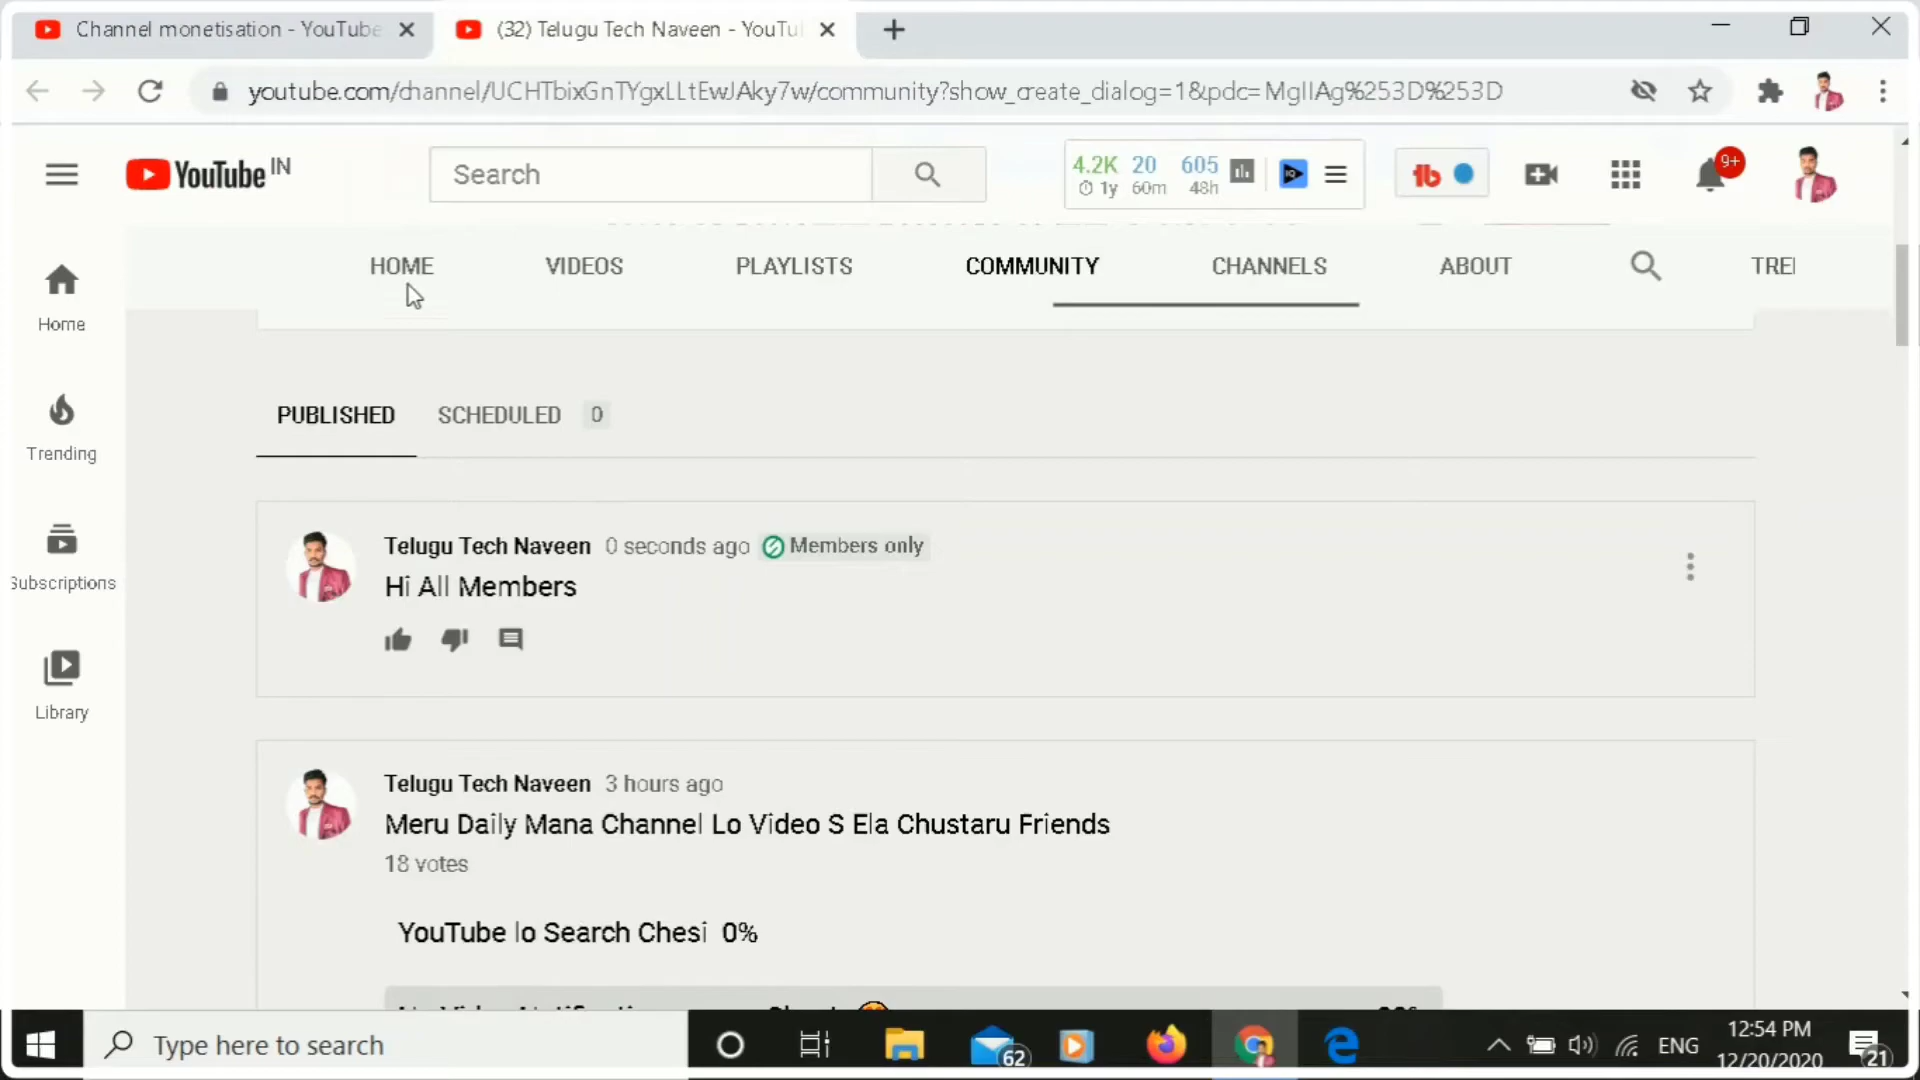 Channel monetisation - YouTube
(32) Telugu Tech Naveen - YouTu
youtube.com/channel/UCHTbixGnTYgxLLtEwJAky7w/community?show_create_dialog=1&pdc=MgIIAg%253D%253D
YouTube IN
Search
4.2K 20 605
1y 60m 48h
9+
HOME VIDEOS PLAYLISTS COMMUNITY CHANNELS ABOUT TREI
Home
Trending
Subscriptions
Library
PUBLISHED SCHEDULED 0
Telugu Tech Naveen 0 seconds ago Members only
Hi All Members
Telugu Tech Naveen 3 hours ago
Meru Daily Mana Channel Lo Video S Ela Chustaru Friends
18 votes
YouTube lo Search Chesi 0%
Type here to search
62
ENG
12:54 PM
12/20/2020
21